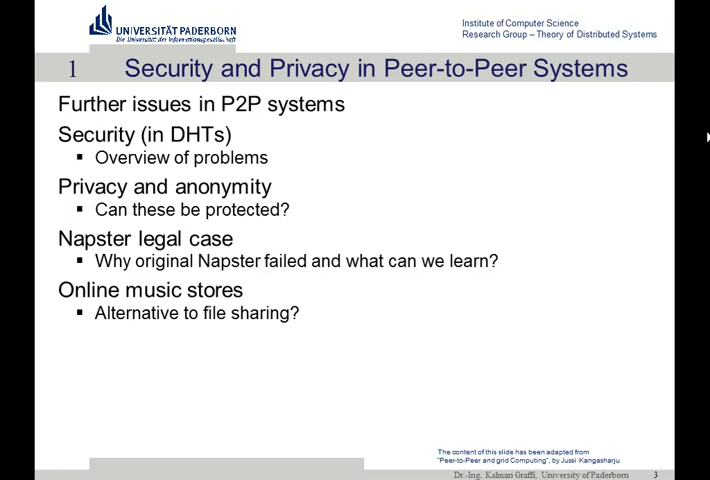 UNIVERSITÄT PADERBORN
Die Universität der Informationsgesellschaft
Institute of Computer Science
Research Group – Theory of Distributed Systems
1 Security and Privacy in Peer-to-Peer Systems
Further issues in P2P systems
Security (in DHTs)
▪ Overview of problems
Privacy and anonymity
▪ Can these be protected?
Napster legal case
▪ Why original Napster failed and what can we learn?
Online music stores
▪ Alternative to file sharing?
The content of this slide has been adapted from
"Peer-to-Peer and grid Computing", by Jussi Kangasharju
Dr.-Ing. Kalman Graffi, University of Paderborn 3